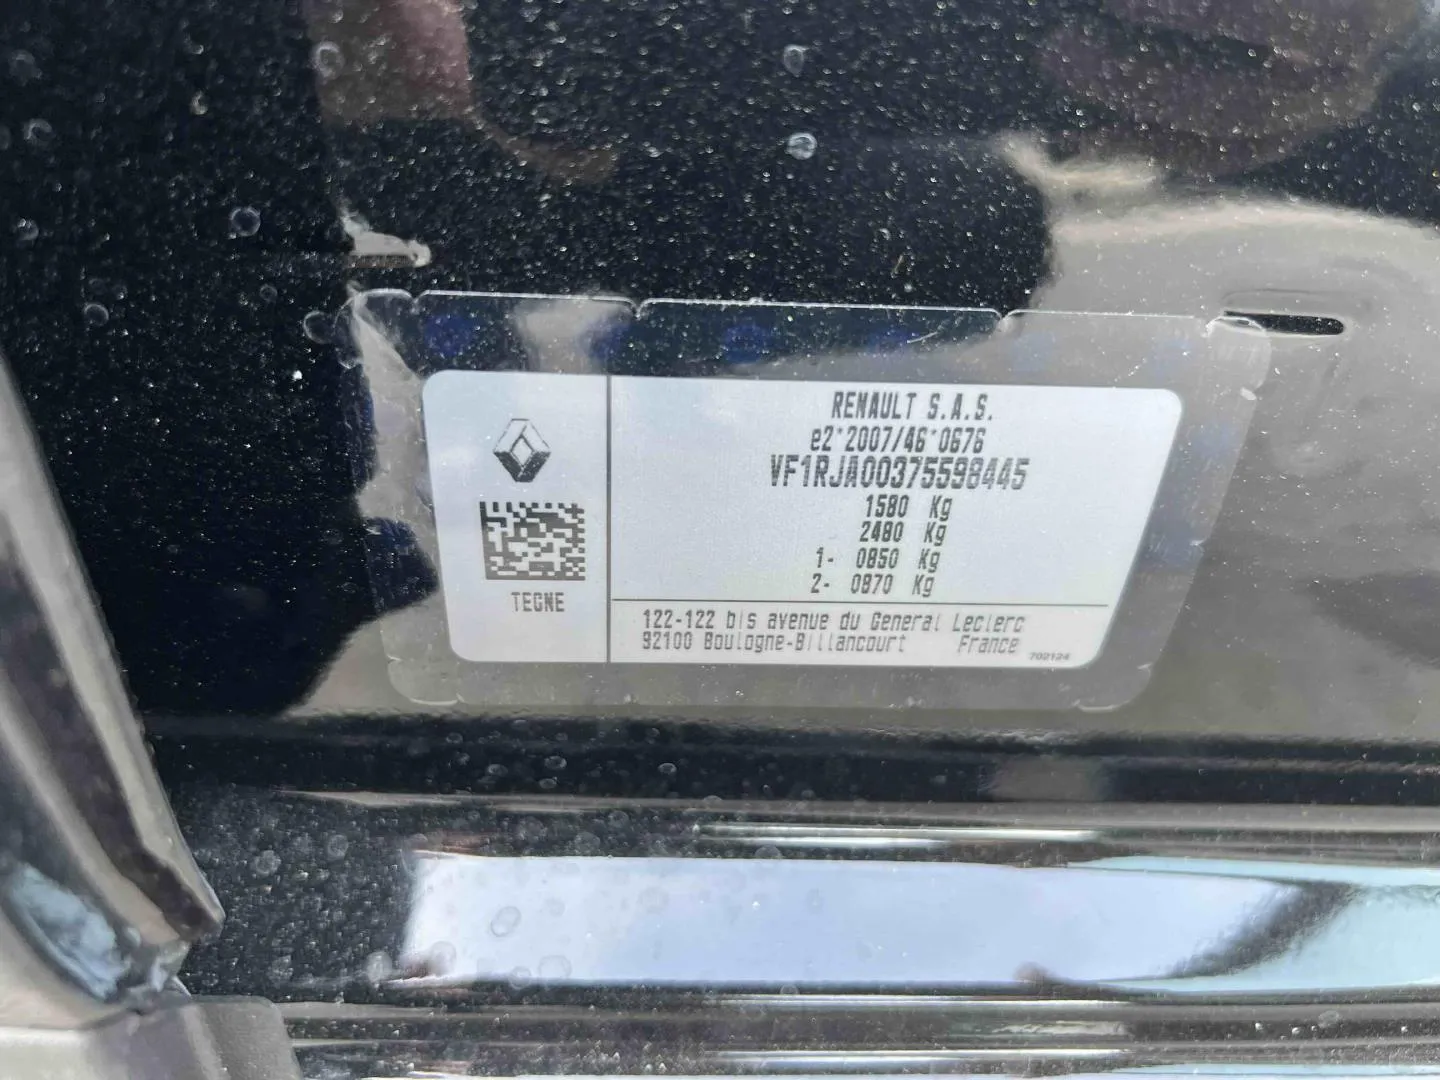 RENAULT S.A.S.
e2*2007/46*0676
VF1RJA00375598445
1580 Kg
2480 Kg
1- 0850 Kg
2- 0870 Kg
TEGNE
122-122 bis avenue du General Leclerc
92100 Boulogne-Billancourt France
702124